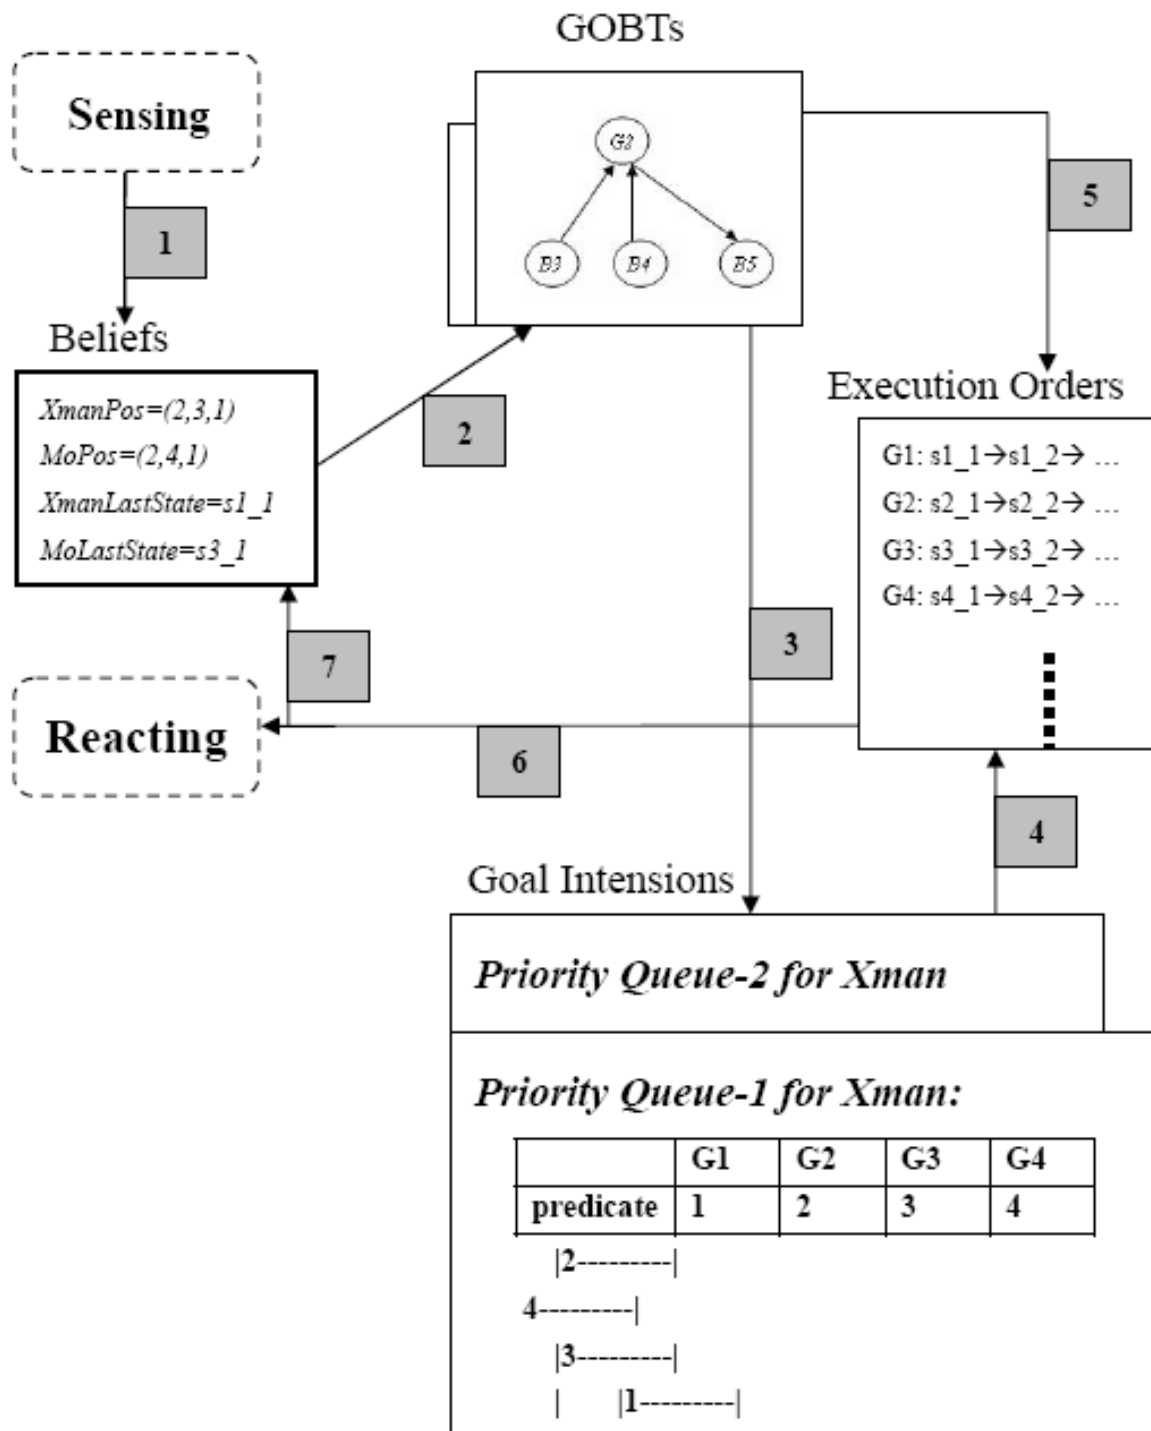 GOBTs
Sensing
G2
5
1
B3 B4 B5
Beliefs
Execution Orders
XmanPos=(2,3,1)
MoPos=(2,4,1)
XmanLastState=s1_1
MoLastState=s3_1
2
G1: s1_1→s1_2→ ...
G2: s2_1→s2_2→ ...
G3: s3_1→s3_2→ ...
G4: s4_1→s4_2→ ...
3
7
Reacting
6
4
Goal Intensions
Priority Queue-2 for Xman
Priority Queue-1 for Xman:
G1 G2 G3 G4
predicate 1 2 3 4
|2---------|
4---------|
|3---------|
| |1---------|